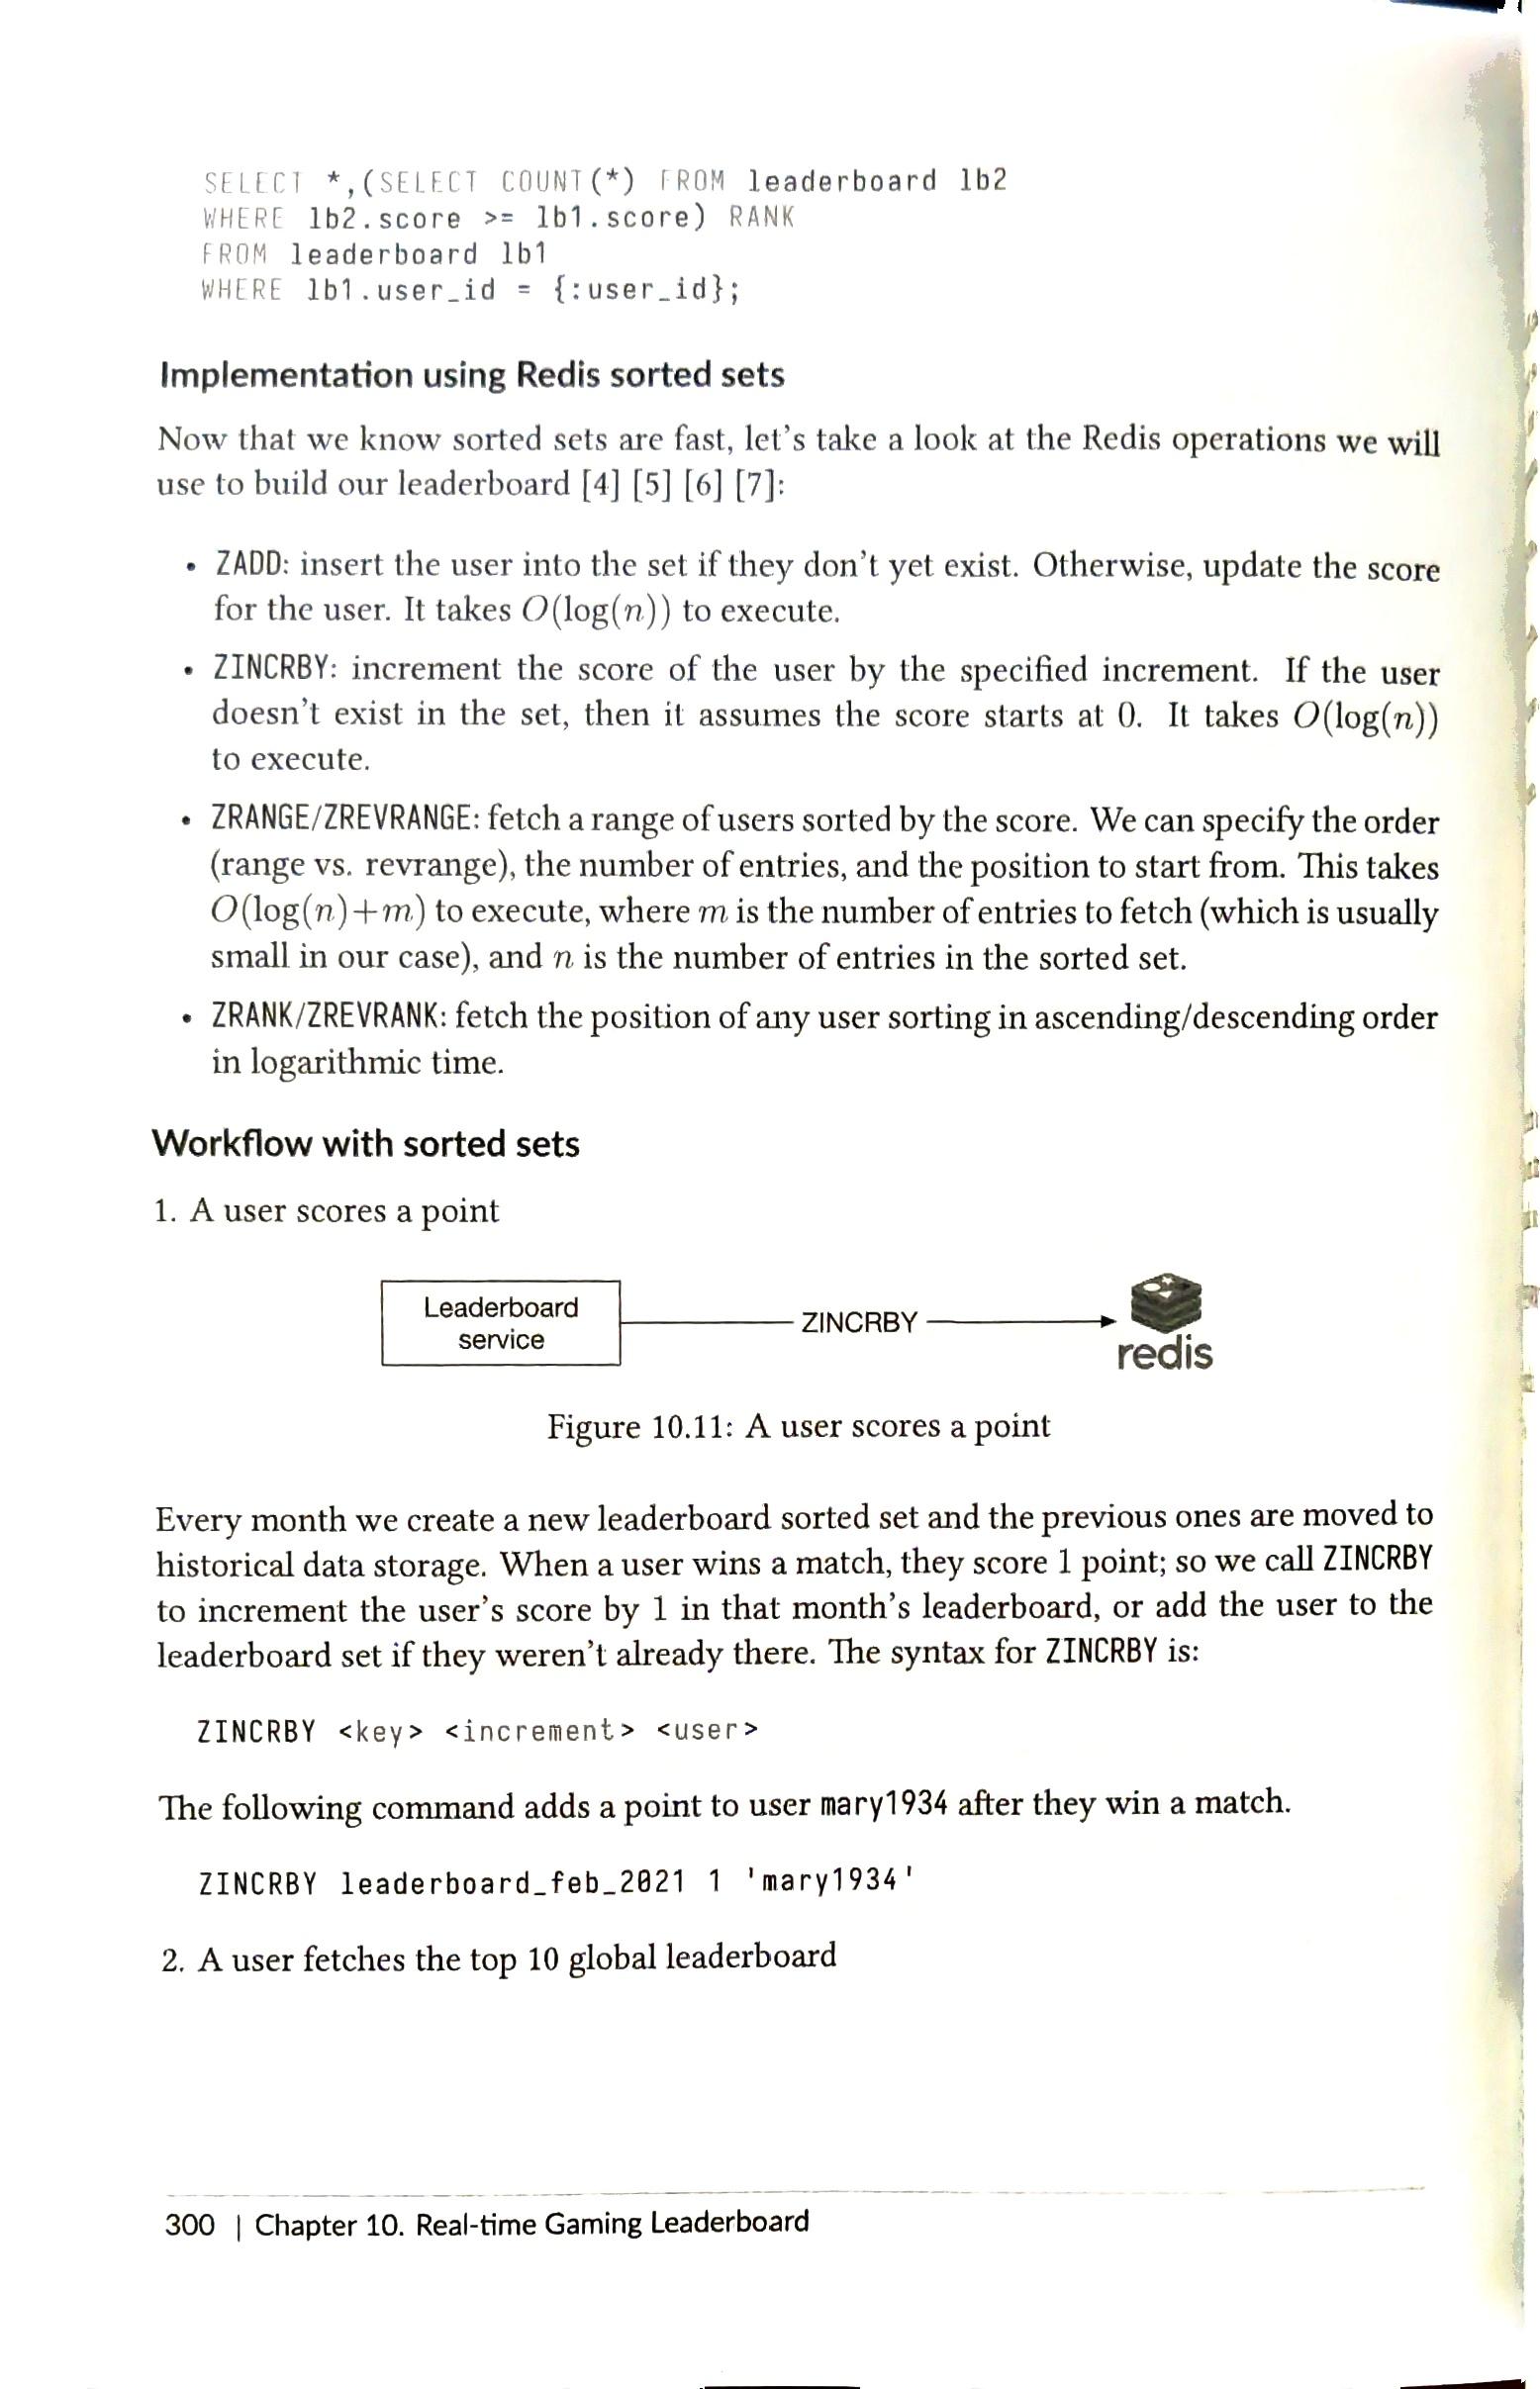 SELECT *,(SELECT COUNT(*) FROM leaderboard lb2
WHERE lb2.score >= lb1.score) RANK
FROM leaderboard lb1
WHERE lb1.user_id = {:user_id};
Implementation using Redis sorted sets
Now that we know sorted sets are fast, let's take a look at the Redis operations we will
use to build our leaderboard [4] [5] [6] [7]:
• ZADD: insert the user into the set if they don't yet exist. Otherwise, update the score
for the user. It takes O(log(n)) to execute.
• ZINCRBY: increment the score of the user by the specified increment. If the user
doesn't exist in the set, then it assumes the score starts at 0. It takes O(log(n))
to execute.
• ZRANGE/ZREVRANGE: fetch a range of users sorted by the score. We can specify the order
(range vs. revrange), the number of entries, and the position to start from. This takes
O(log(n)+m) to execute, where m is the number of entries to fetch (which is usually
small in our case), and n is the number of entries in the sorted set.
• ZRANK/ZREVRANK: fetch the position of any user sorting in ascending/descending order
in logarithmic time.
Workflow with sorted sets
1. A user scores a point
Leaderboard
service
ZINCRBY
redis
Figure 10.11: A user scores a point
Every month we create a new leaderboard sorted set and the previous ones are moved to
historical data storage. When a user wins a match, they score 1 point; so we call ZINCRBY
to increment the user's score by 1 in that month's leaderboard, or add the user to the
leaderboard set if they weren't already there. The syntax for ZINCRBY is:
ZINCRBY <key> <increment> <user>
The following command adds a point to user mary1934 after they win a match.
ZINCRBY leaderboard_feb_2021 1 'mary1934'
2. A user fetches the top 10 global leaderboard
300 | Chapter 10. Real-time Gaming Leaderboard